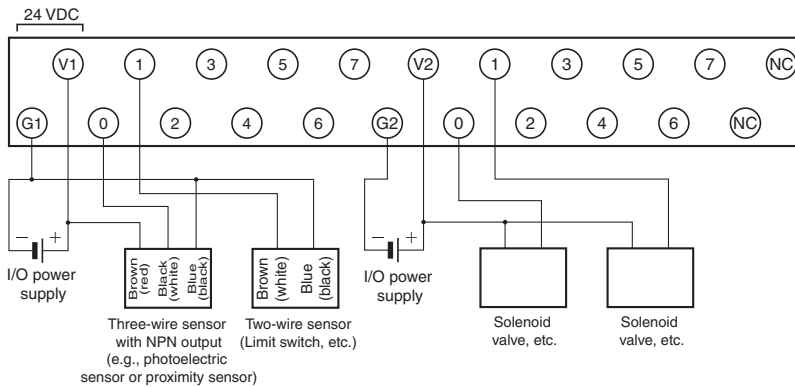 24 VDC
V1 1 3 5 7 V2 1 3 5 7 NC
G1 0 2 4 6 G2 0 2 4 6 NC
− + − +
I/O power
supply
Brown
(red)
Black
(white)
Blue
(black)
Brown
(white)
Blue
(black)
I/O power
supply
Three-wire sensor
with NPN output
(e.g., photoelectric
sensor or proximity sensor)
Two-wire sensor
(Limit switch, etc.)
Solenoid
valve, etc.
Solenoid
valve, etc.